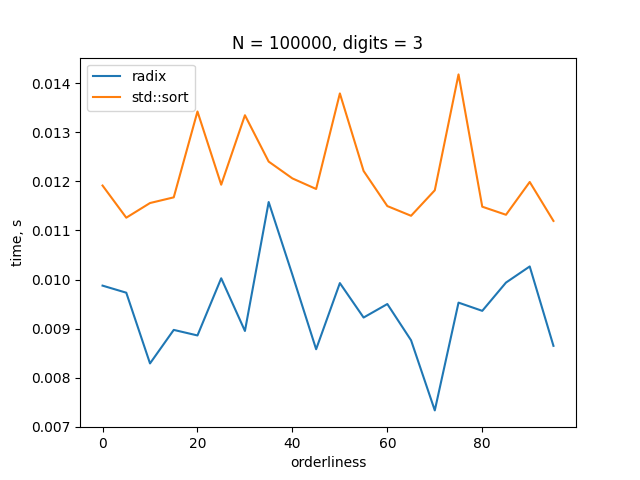 N = 100000, digits = 3
radix
std::sort
time, s
0.014
0.013
0.012
0.011
0.010
0.009
0.008
0.007
0 20 40 60 80
orderliness